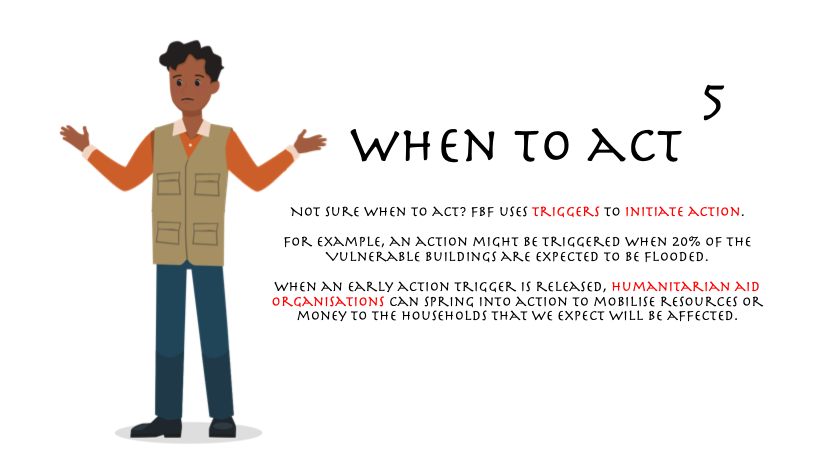 5
WHEN TO ACT
NOT SURE WHEN TO ACT? FBF USES TRIGGERS TO INITIATE ACTION.
FOR EXAMPLE, AN ACTION MIGHT BE TRIGGERED WHEN 20% OF THE
VULNERABLE BUILDINGS ARE EXPECTED TO BE FLOODED.
WHEN AN EARLY ACTION TRIGGER IS RELEASED, HUMANITARIAN AID
ORGANISATIONS CAN SPRING INTO ACTION TO MOBILISE RESOURCES OR
MONEY TO THE HOUSEHOLDS THAT WE EXPECT WILL BE AFFECTED.